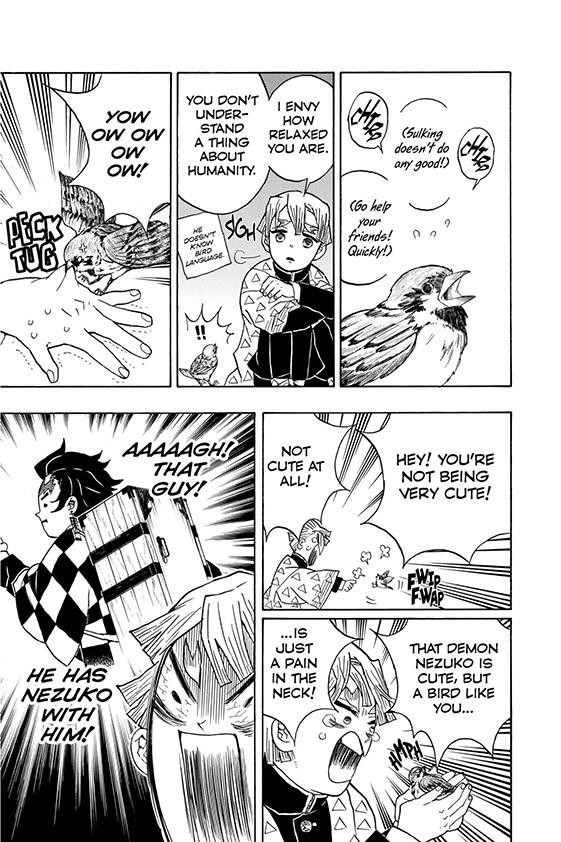 CHIRP
(Sulking
doesn't do
any good!)
CHIRP
(Go help
your
friends!
Quickly!)
I ENVY
HOW
RELAXED
YOU ARE.
YOU DON'T
UNDER-
STAND
A THING
ABOUT
HUMANITY.
SIGH
HE
DOESN'T
KNOW
BIRD
LANGUAGE.
!!
YOW
OW OW
OW
OW!
PECK
TUG
HEY! YOU'RE
NOT BEING
VERY CUTE!
NOT
CUTE AT
ALL!
FWIP
FWAP
THAT DEMON
NEZUKO IS
CUTE, BUT
A BIRD LIKE
YOU...
...IS
JUST
A PAIN
IN THE
NECK!
HMPH
AAAAAGH!
THAT
GUY!
HE HAS
NEZUKO
WITH
HIM!